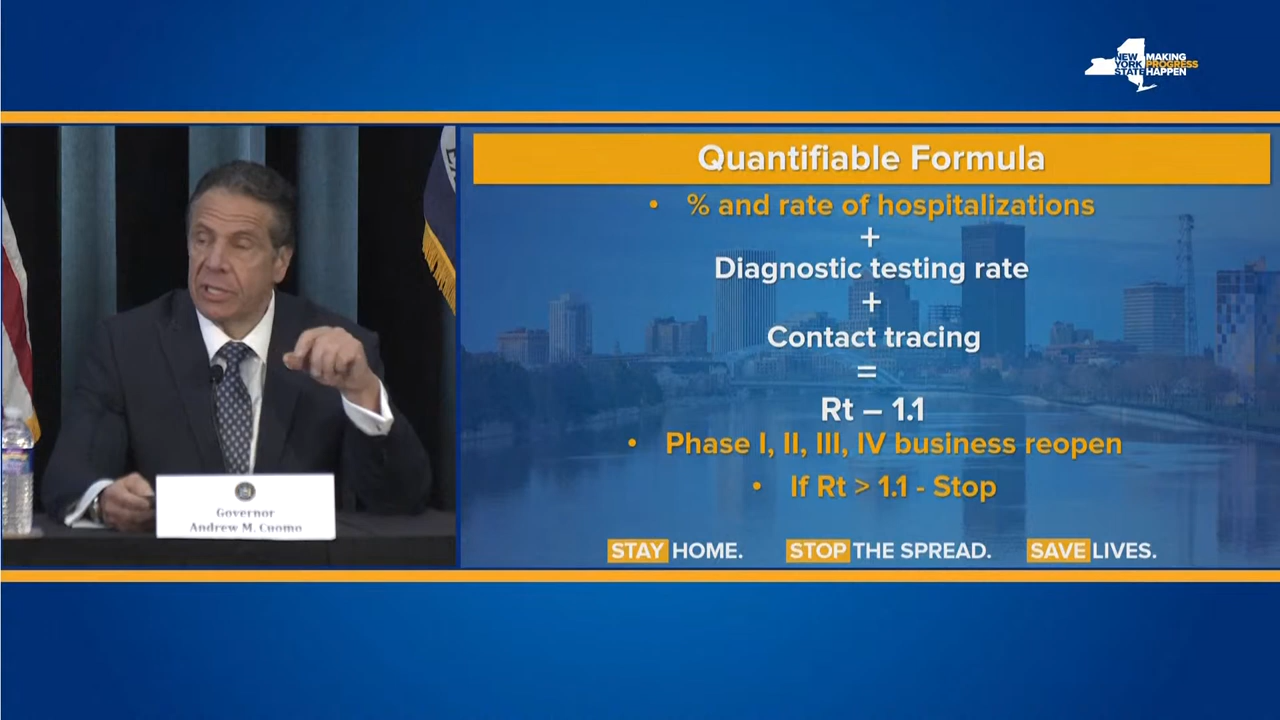 NEW
YORK
STATE
MAKING
PROGRESS
HAPPEN
Quantifiable Formula
• % and rate of hospitalizations
+
Diagnostic testing rate
+
Contact tracing
=
Rt – 1.1
• Phase I, II, III, IV business reopen
• If Rt > 1.1 - Stop
STAY HOME. STOP THE SPREAD. SAVE LIVES.
Governor
Andrew M. Cuomo